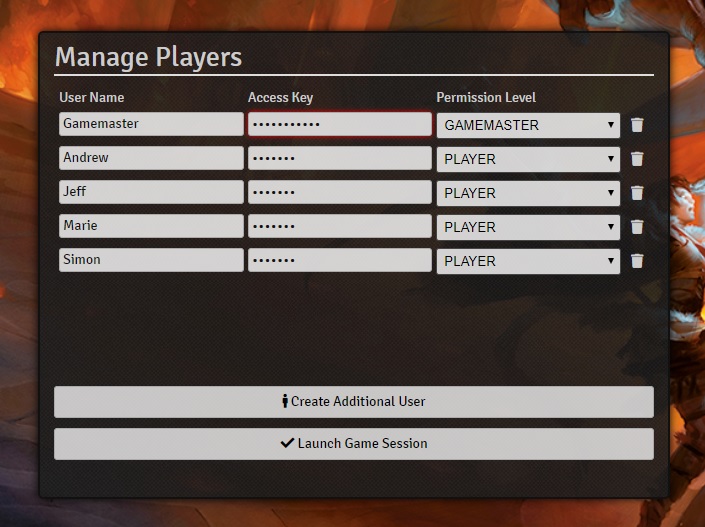 Manage Players
User Name Access Key Permission Level
Gamemaster ••••••••••• GAMEMASTER
Andrew ••••••• PLAYER
Jeff ••••••• PLAYER
Marie ••••••• PLAYER
Simon ••••••• PLAYER
Create Additional User
Launch Game Session